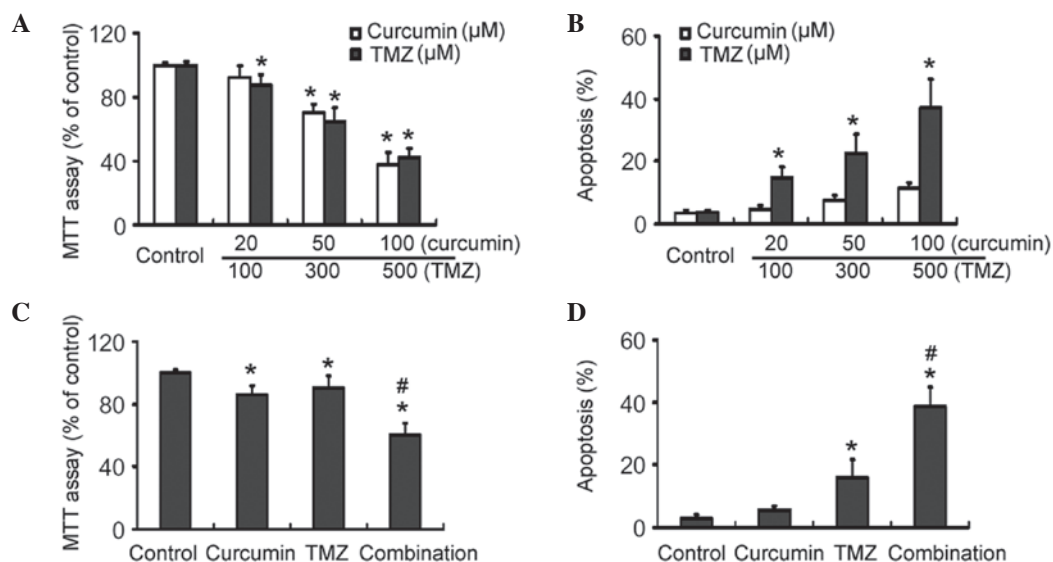 A
MTT assay (% of control)
120
80
40
0
Curcumin (µM)
TMZ (µM)
*
* *
* *
Control
20 50 100 (curcumin)
100 300 500 (TMZ)
B
Apoptosis (%)
60
40
20
0
Curcumin (µM)
TMZ (µM)
*
*
*
Control
20 50 100 (curcumin)
100 300 500 (TMZ)
C
MTT assay (% of control)
120
80
40
0
*
*
#
*
Control Curcumin TMZ Combination
D
Apoptosis (%)
60
40
20
0
*
#
*
Control Curcumin TMZ Combination